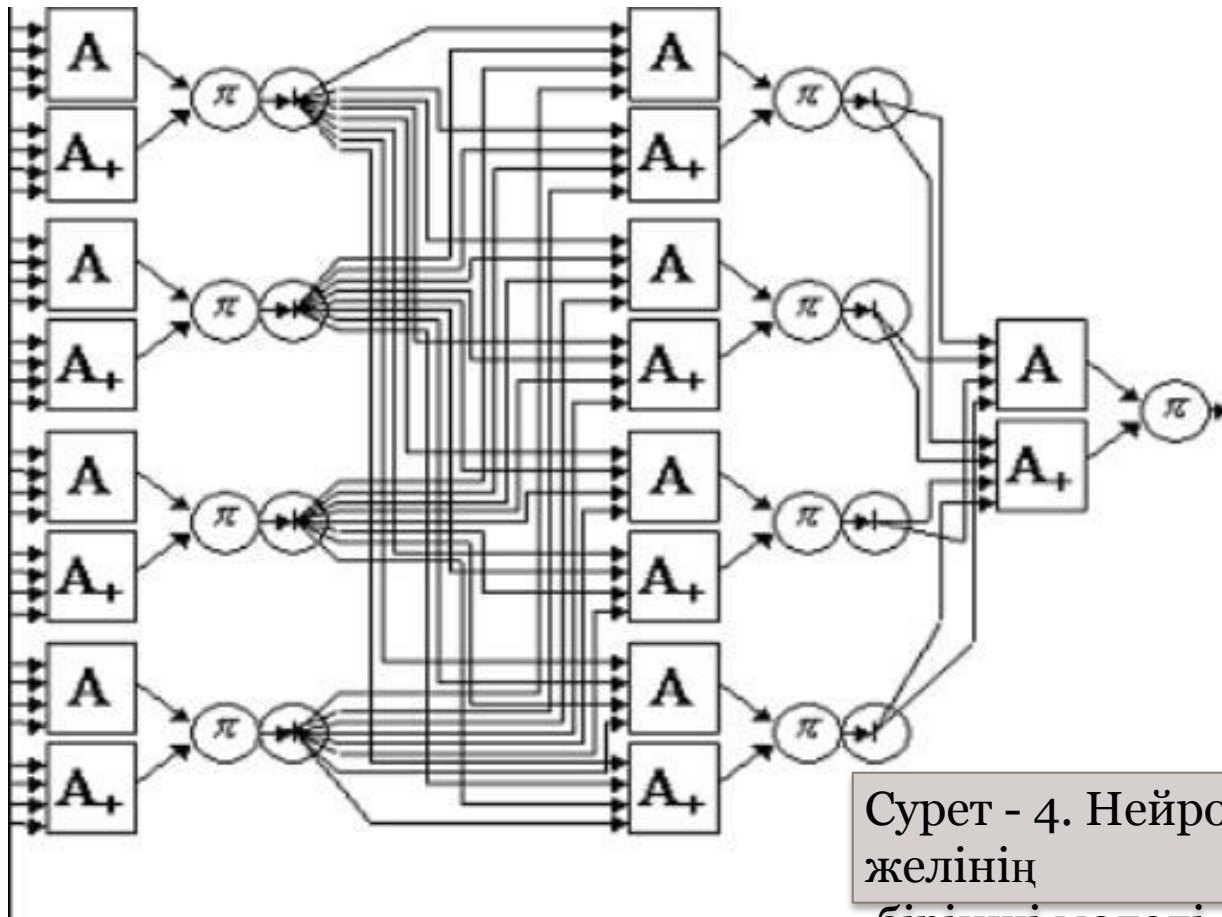 A π A π
A+ A+
A π A π A
A+ A+ π
A π A π A+
A+ A+
A π A π
A+ A+
Сурет - 4. Нейро
желінің